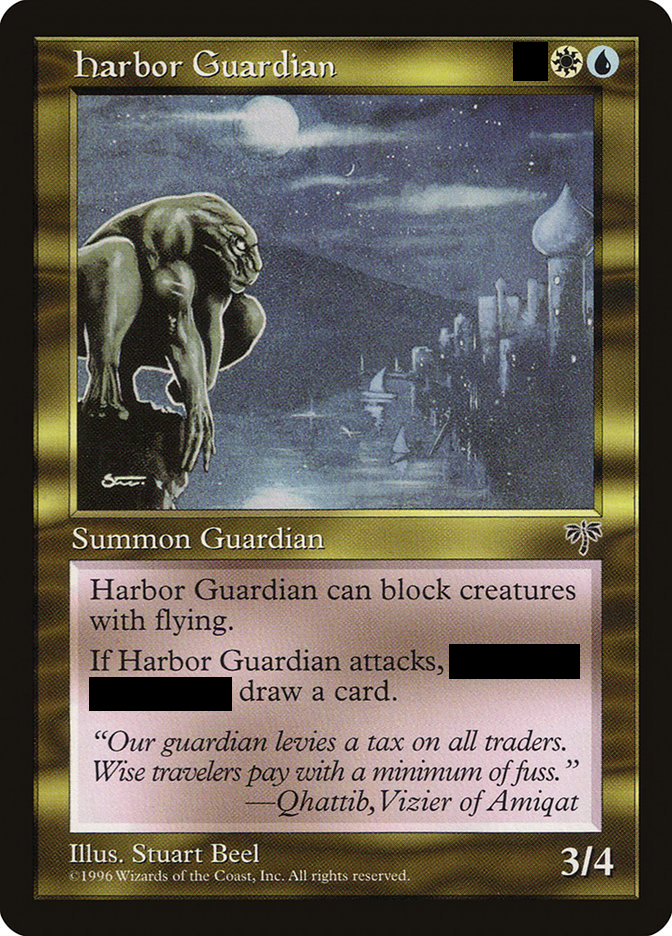 Harbor Guardian
Summon Guardian
Harbor Guardian can block creatures
with flying.
If Harbor Guardian attacks,
draw a card.
“Our guardian levies a tax on all traders.
Wise travelers pay with a minimum of fuss.”
—Qhattib, Vizier of Amiqat
Illus. Stuart Beel
©1996 Wizards of the Coast, Inc. All rights reserved.
3/4